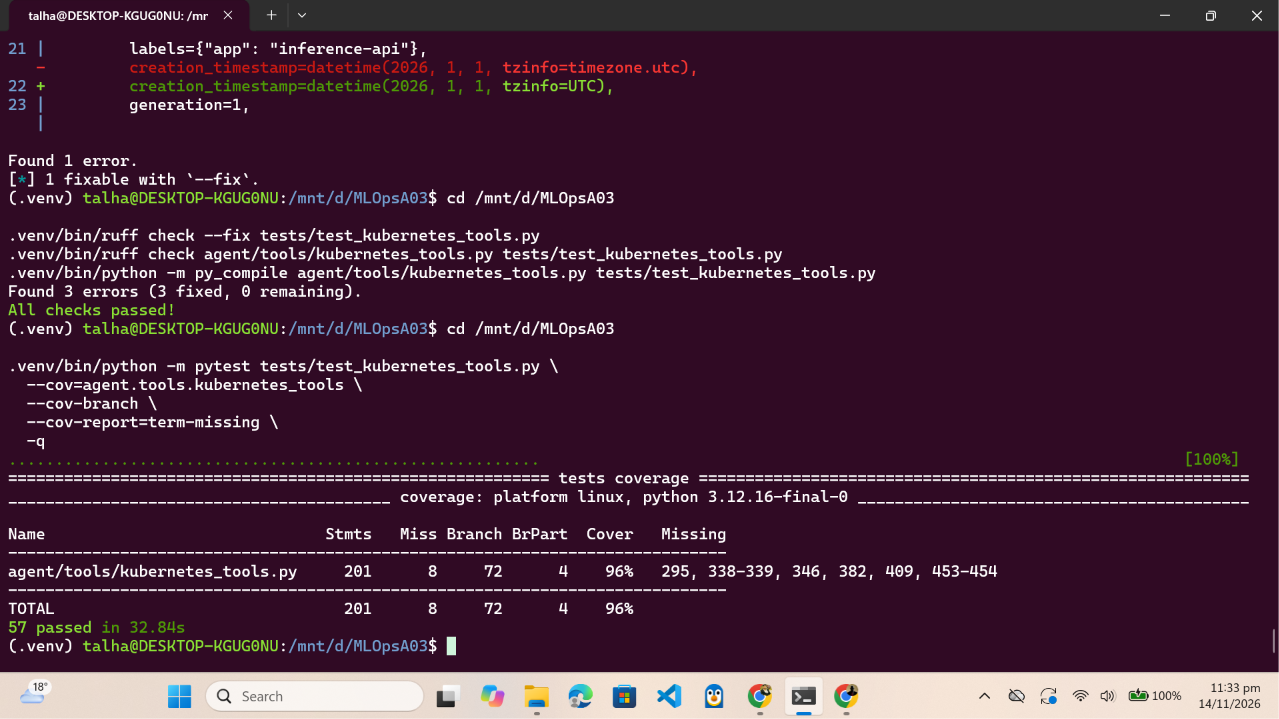 talha@DESKTOP-KGUG0NU: /mr
21 |         labels={"app": "inference-api"},
   -         creation_timestamp=datetime(2026, 1, 1, tzinfo=timezone.utc),
22 +         creation_timestamp=datetime(2026, 1, 1, tzinfo=UTC),
23 |         generation=1,
   |
Found 1 error.
[*] 1 fixable with `--fix`.
(.venv) talha@DESKTOP-KGUG0NU:/mnt/d/MLOpsA03$ cd /mnt/d/MLOpsA03
.venv/bin/ruff check --fix tests/test_kubernetes_tools.py
.venv/bin/ruff check agent/tools/kubernetes_tools.py tests/test_kubernetes_tools.py
.venv/bin/python -m py_compile agent/tools/kubernetes_tools.py tests/test_kubernetes_tools.py
Found 3 errors (3 fixed, 0 remaining).
All checks passed!
(.venv) talha@DESKTOP-KGUG0NU:/mnt/d/MLOpsA03$ cd /mnt/d/MLOpsA03
.venv/bin/python -m pytest tests/test_kubernetes_tools.py \
  --cov=agent.tools.kubernetes_tools \
  --cov-branch \
  --cov-report=term-missing \
  -q
......................................................... [100%]
========== tests coverage ==========
__________ coverage: platform linux, python 3.12.16-final-0 __________
Name                              Stmts   Miss Branch BrPart  Cover   Missing
-----------------------------------------------------------------------------
agent/tools/kubernetes_tools.py     201      8     72      4    96%   295, 338-339, 346, 382, 409, 453-454
-----------------------------------------------------------------------------
TOTAL                               201      8     72      4    96%
57 passed in 32.84s
(.venv) talha@DESKTOP-KGUG0NU:/mnt/d/MLOpsA03$
18°
Search
100%
11:33 pm
14/11/2026